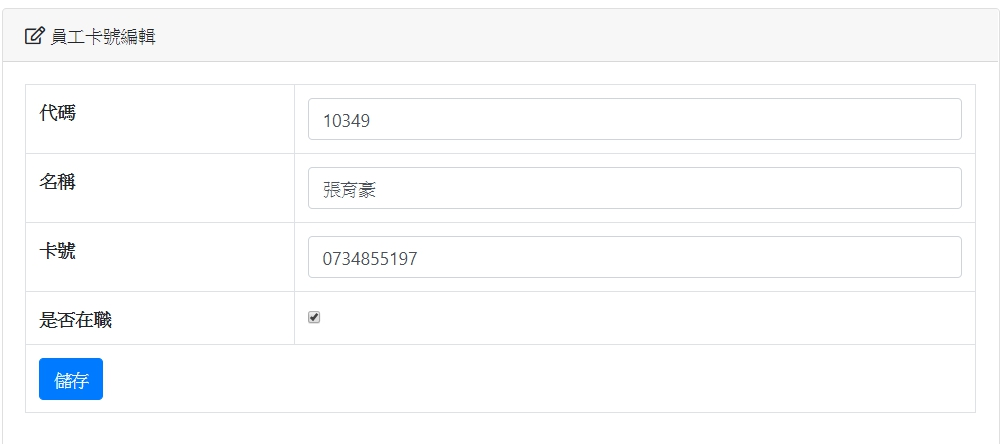 員工卡號編輯
代碼
10349
名稱
張育豪
卡號
0734855197
是否在職
儲存